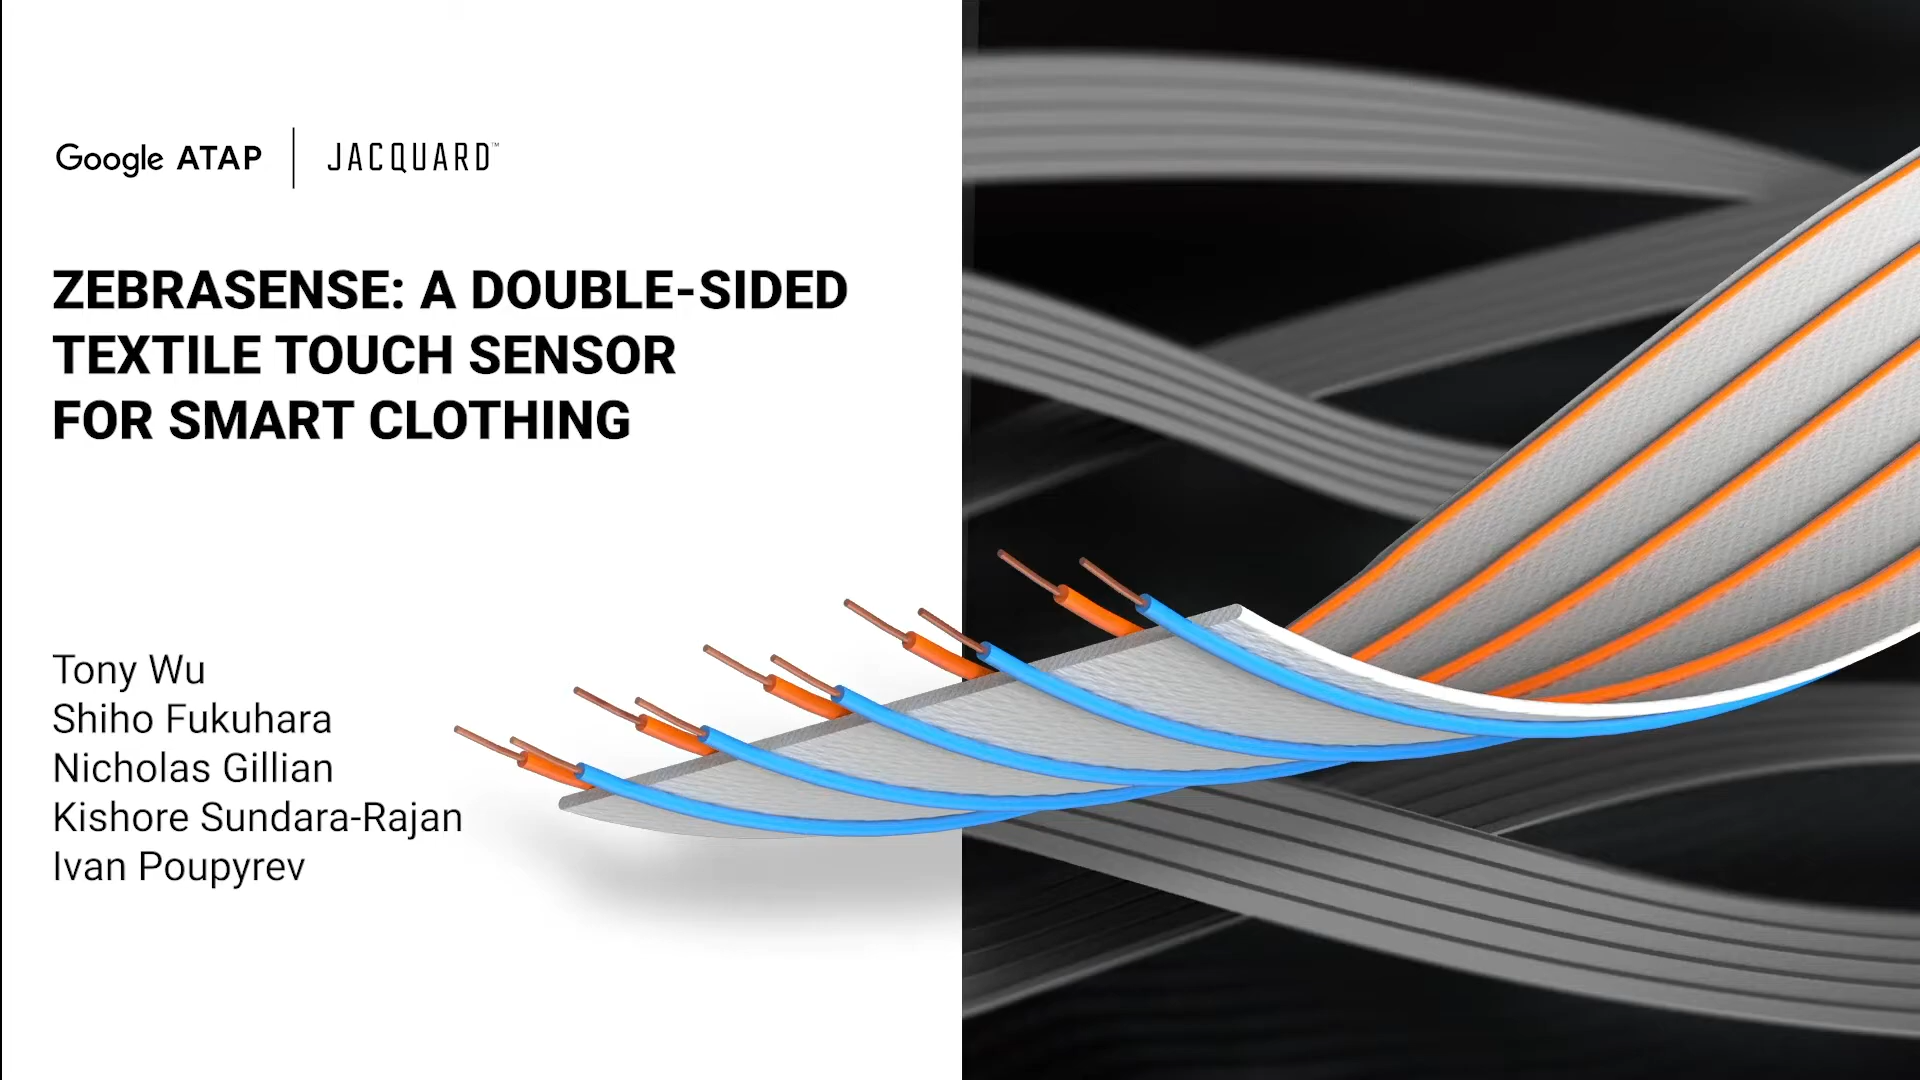 Google ATAP | JACQUARD™
ZEBRASENSE: A DOUBLE-SIDED
TEXTILE TOUCH SENSOR
FOR SMART CLOTHING
Tony Wu
Shiho Fukuhara
Nicholas Gillian
Kishore Sundara-Rajan
Ivan Poupyrev